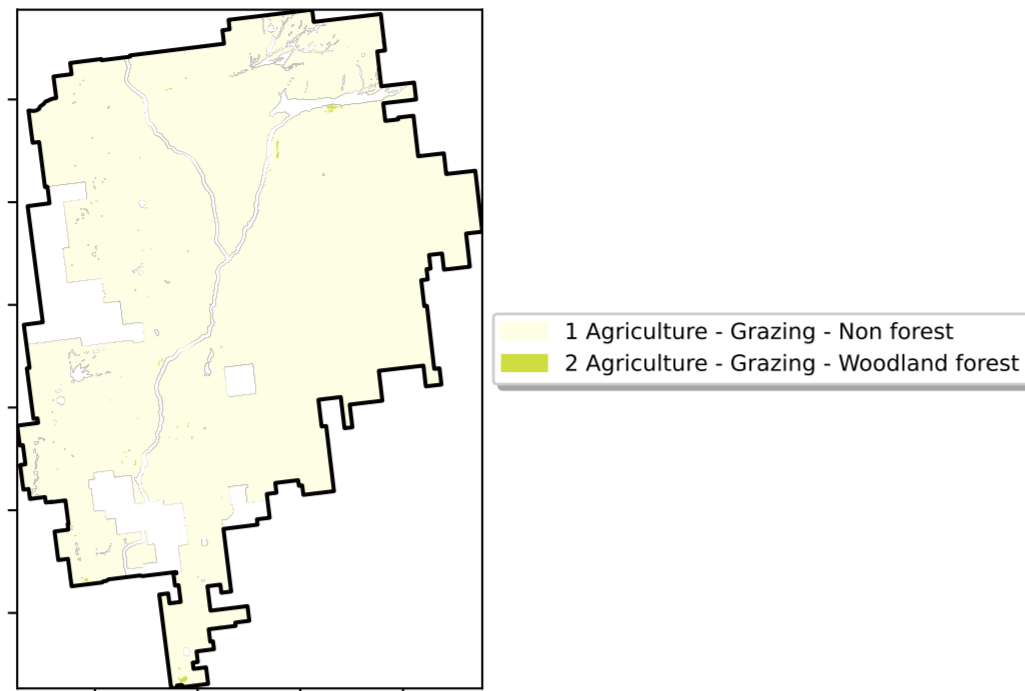 1 Agriculture - Grazing - Non forest
2 Agriculture - Grazing - Woodland forest